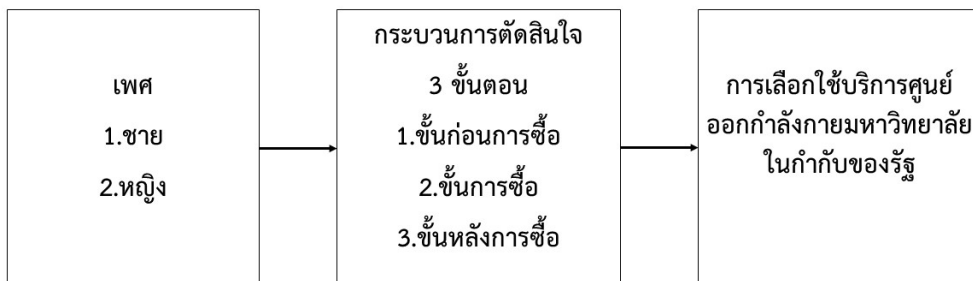 เพศ
1.ชาย
2.หญิง
กระบวนการตัดสินใจ
3 ขั้นตอน
1.ขั้นก่อนการซื้อ
2.ขั้นการซื้อ
3.ขั้นหลังการซื้อ
การเลือกใช้บริการศูนย์
ออกกำลังกายมหาวิทยาลัย
ในกำกับของรัฐ